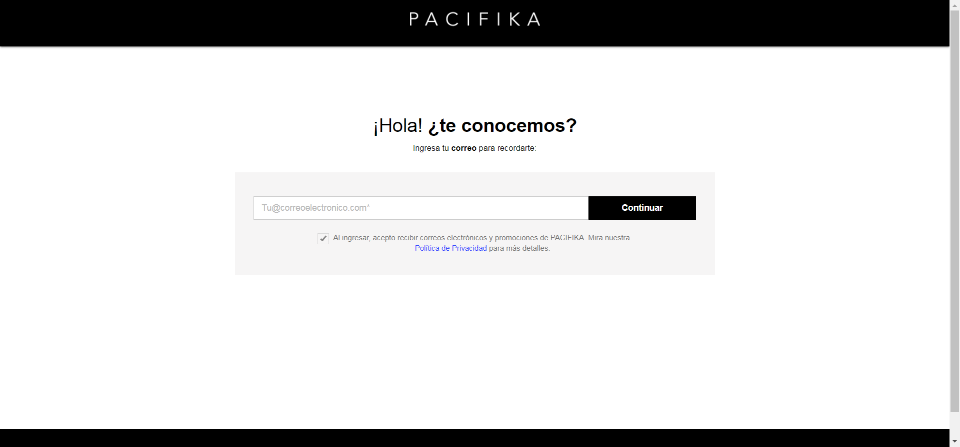 PACIFIKA
¡Hola! ¿te conocemos?
Ingresa tu correo para recordarte:
Tu@correoelectronico.com*
Continuar
Al ingresar, acepto recibir correos electrónicos y promociones de PACIFIKA. Mira nuestra
Política de Privacidad para más detalles.